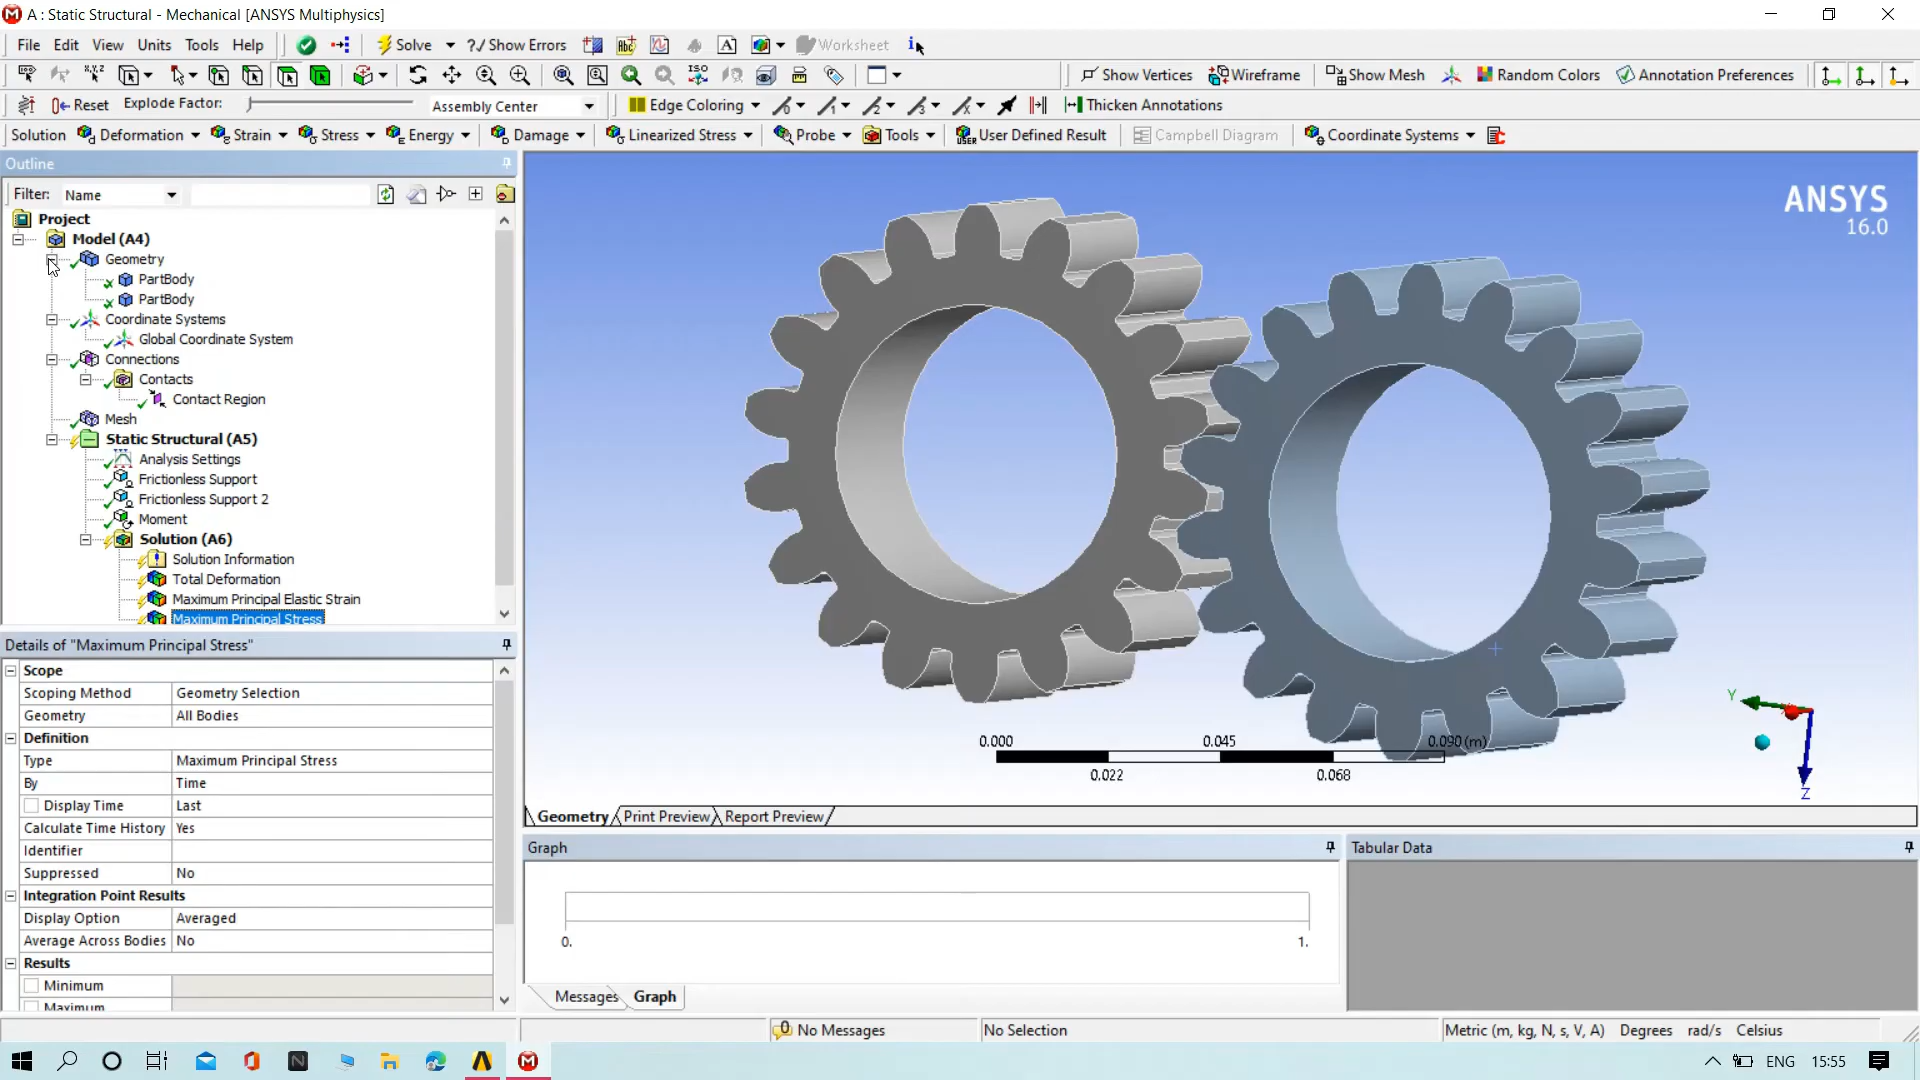 A : Static Structural - Mechanical [ANSYS Multiphysics]
File Edit View Units Tools Help Solve ?/ Show Errors Worksheet
Show Vertices Wireframe Show Mesh Random Colors Annotation Preferences
Reset Explode Factor: Assembly Center Edge Coloring Thicken Annotations
Solution Deformation Strain Stress Energy Damage Linearized Stress Probe Tools User Defined Result Campbell Diagram Coordinate Systems
Outline
Filter: Name
Project
Model (A4)
Geometry
PartBody
PartBody
Coordinate Systems
Global Coordinate System
Connections
Contacts
Contact Region
Mesh
Static Structural (A5)
Analysis Settings
Frictionless Support
Frictionless Support 2
Moment
Solution (A6)
Solution Information
Total Deformation
Maximum Principal Elastic Strain
Maximum Principal Stress
Details of "Maximum Principal Stress"
Scope
Scoping Method Geometry Selection
Geometry All Bodies
Definition
Type Maximum Principal Stress
By Time
Display Time Last
Calculate Time History Yes
Identifier
Suppressed No
Integration Point Results
Display Option Averaged
Average Across Bodies No
Results
Minimum
Maximum
ANSYS
16.0
Y
Z
0.000 0.045 0.090 (m)
0.022 0.068
Geometry Print Preview Report Preview
Graph
0. 1.
Messages Graph
Tabular Data
No Messages No Selection Metric (m, kg, N, s, V, A) Degrees rad/s Celsius
ENG 15:55